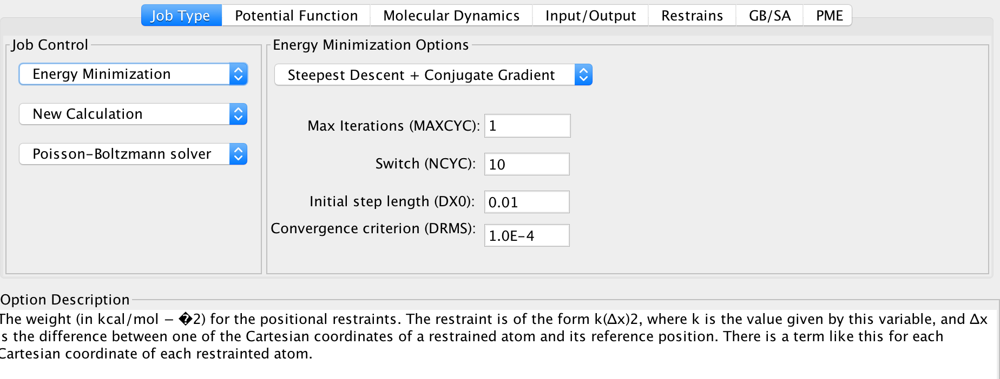 Job Type Potential Function Molecular Dynamics Input/Output Restrains GB/SA PME
Job Control
Energy Minimization
New Calculation
Poisson-Boltzmann solver
Energy Minimization Options
Steepest Descent + Conjugate Gradient
Max Iterations (MAXCYC): 1
Switch (NCYC): 10
Initial step length (DX0): 0.01
Convergence criterion (DRMS): 1.0E-4
Option Description
The weight (in kcal/mol − �2) for the positional restraints. The restraint is of the form k(Δx)2, where k is the value given by this variable, and Δx
is the difference between one of the Cartesian coordinates of a restrained atom and its reference position. There is a term like this for each
Cartesian coordinate of each restrainted atom.